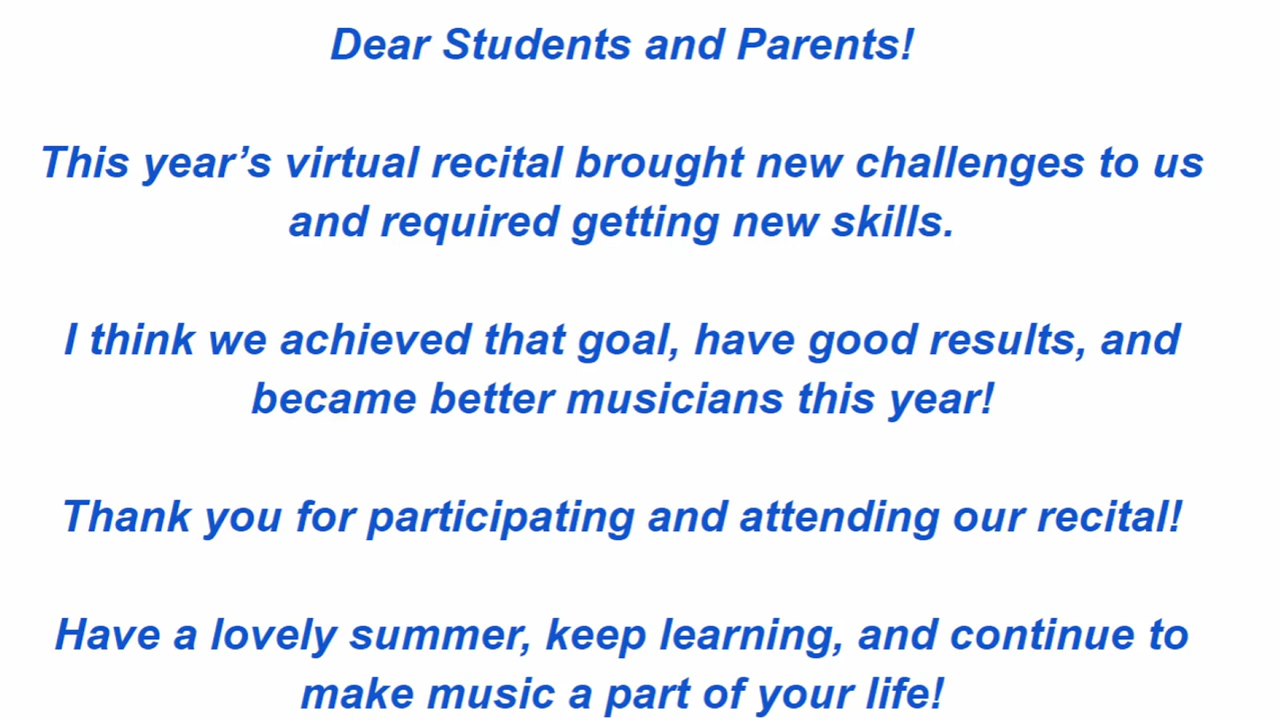 Dear Students and Parents!
This year’s virtual recital brought new challenges to us
and required getting new skills.
I think we achieved that goal, have good results, and
became better musicians this year!
Thank you for participating and attending our recital!
Have a lovely summer, keep learning, and continue to
make music a part of your life!